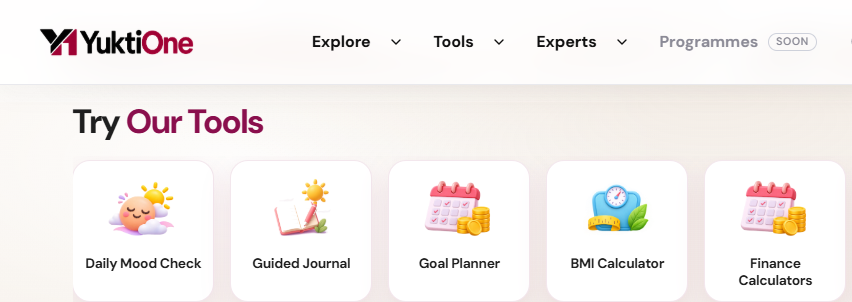 YuktiOne
Explore
Tools
Experts
Programmes SOON
Try Our Tools
Daily Mood Check
Guided Journal
Goal Planner
BMI Calculator
Finance
Calculators